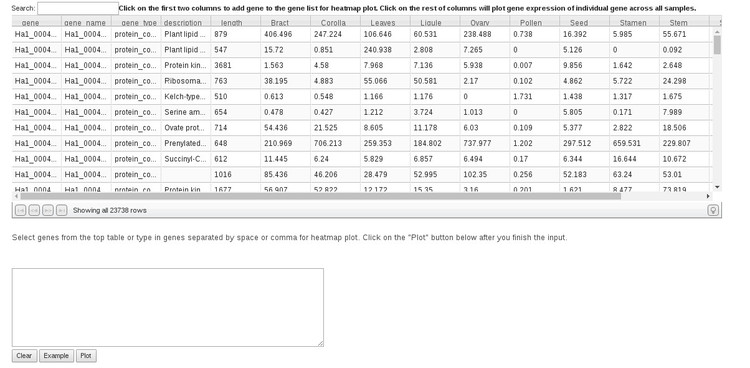 Search: Click on the first two columns to add gene to the gene list for heatmap plot. Click on the rest of columns will plot gene expression of individual gene across all samples.
gene gene_name gene_type description length Bract Corolla Leaves Ligule Ovary Pollen Seed Stamen Stem
Ha1_0004... Ha1_0004... protein_co... Plant lipid ... 879 406.496 247.224 106.646 60.531 238.488 0.738 16.392 5.985 55.671
Ha1_0004... Ha1_0004... protein_co... Plant lipid ... 547 15.72 0.851 240.938 2.808 7.265 0 5.126 0 0.092
Ha1_0004... Ha1_0004... protein_co... Protein kin... 3681 1.563 4.58 7.968 7.136 5.938 0.007 9.856 1.642 2.648
Ha1_0004... Ha1_0004... protein_co... Ribosoma... 763 38.195 4.883 55.066 50.581 2.17 0.102 4.862 5.722 24.298
Ha1_0004... Ha1_0004... protein_co... Kelch-type... 510 0.613 0.548 1.166 1.176 0 1.731 1.438 1.317 1.675
Ha1_0004... Ha1_0004... protein_co... Serine am... 654 0.478 0.427 1.212 3.724 1.013 0 5.805 0.171 7.989
Ha1_0004... Ha1_0004... protein_co... Ovate prot... 714 54.436 21.525 8.605 11.178 6.03 0.109 5.377 2.822 18.506
Ha1_0004... Ha1_0004... protein_co... Prenylated... 648 210.969 706.213 259.353 184.802 737.977 1.202 297.512 659.531 229.807
Ha1_0004... Ha1_0004... protein_co... Succinyl-C... 612 11.445 6.24 5.829 6.857 6.494 0.17 6.344 16.644 10.672
Ha1_0004... Ha1_0004... protein_co... 1016 85.436 46.206 28.479 52.995 102.35 0.256 52.183 63.24 53.01
Ha1_0004... Ha1_0004... protein_co... Protein kin... 1677 56.907 52.822 12.172 15.35 3.16 0.201 1.621 8.477 73.819
Showing all 23738 rows
Select genes from the top table or type in genes separated by space or comma for heatmap plot. Click on the "Plot" button below after you finish the input.
Clear Example Plot